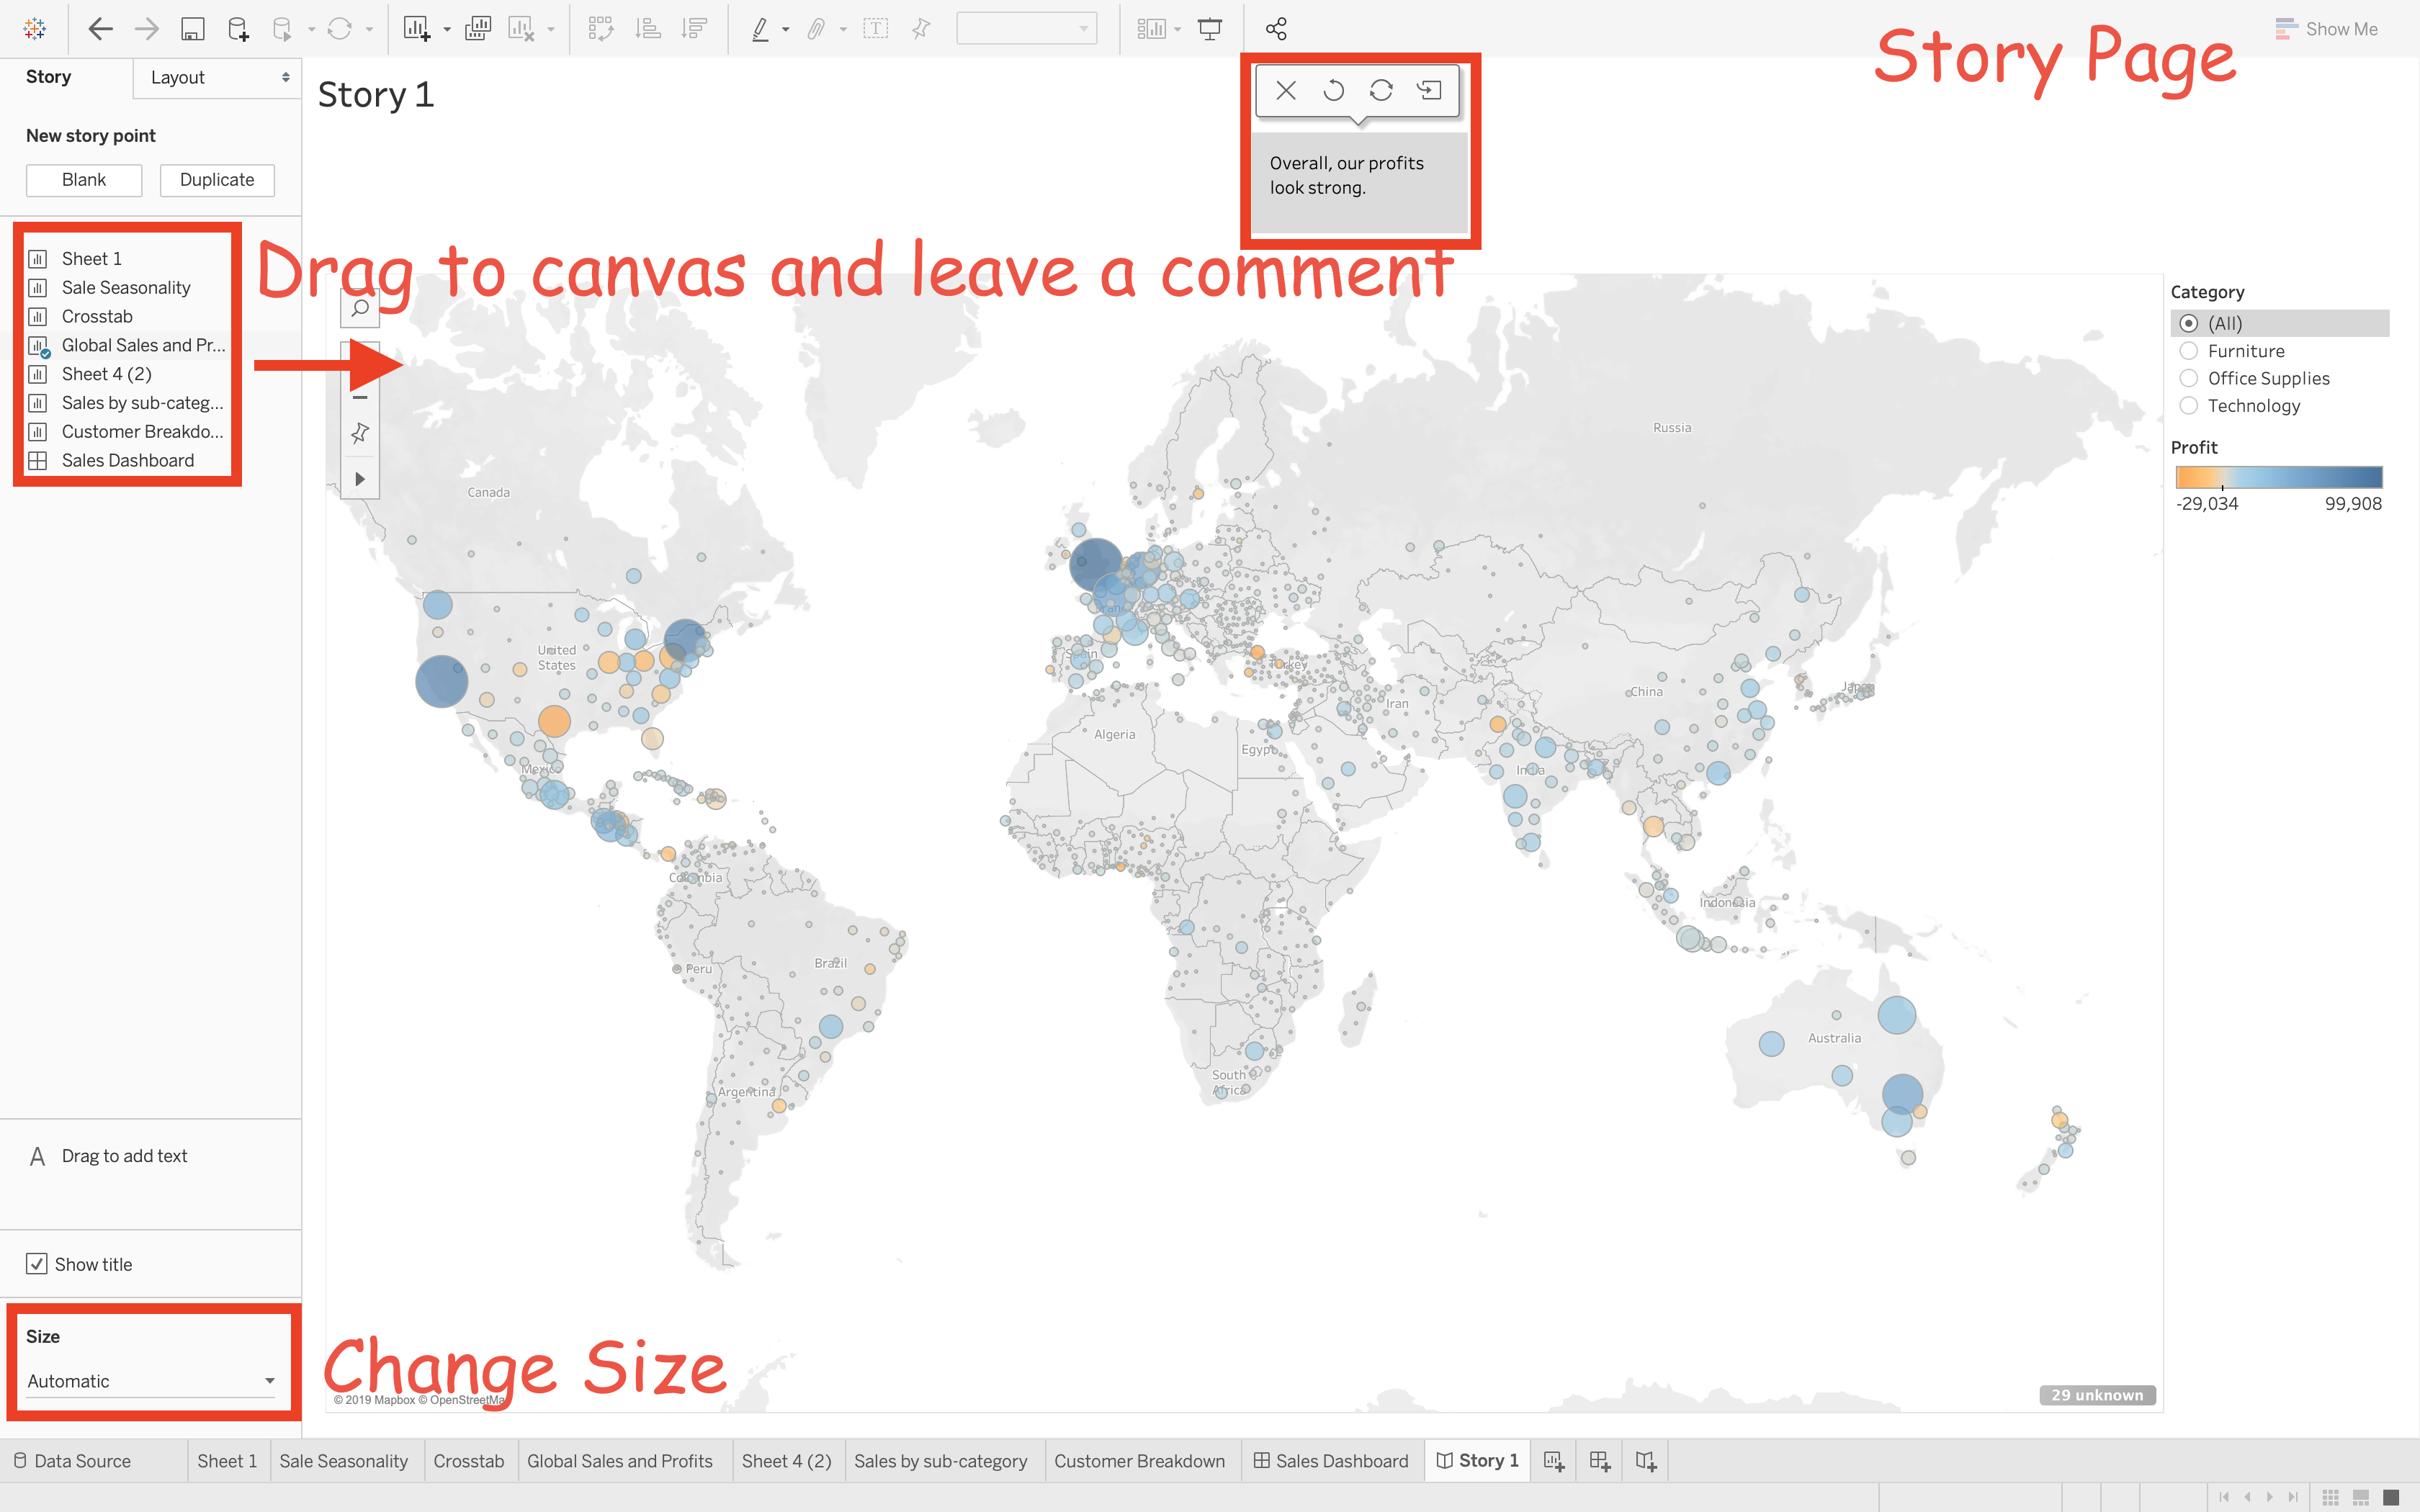 Show Me
Story Page
Story
Layout
Story 1
New story point
Blank
Duplicate
Overall, our profits
look strong.
Drag to canvas and leave a comment
Sheet 1
Sale Seasonality
Crosstab
Global Sales and Pr...
Sheet 4 (2)
Sales by sub-categ...
Customer Breakdo...
Sales Dashboard
Category
(All)
Furniture
Office Supplies
Technology
Profit
-29,034 99,908
Russia
Canada
United
States
France
Spain
Turkey
China
Japan
Iran
Algeria
Egypt
Mexico
India
Colombia
Indonesia
Brazil
Peru
Australia
South
Africa
Argentina
A Drag to add text
Show title
Size
Automatic
Change Size
© 2019 Mapbox © OpenStreetMa
29 unknown
Data Source
Sheet 1
Sale Seasonality
Crosstab
Global Sales and Profits
Sheet 4 (2)
Sales by sub-category
Customer Breakdown
Sales Dashboard
Story 1